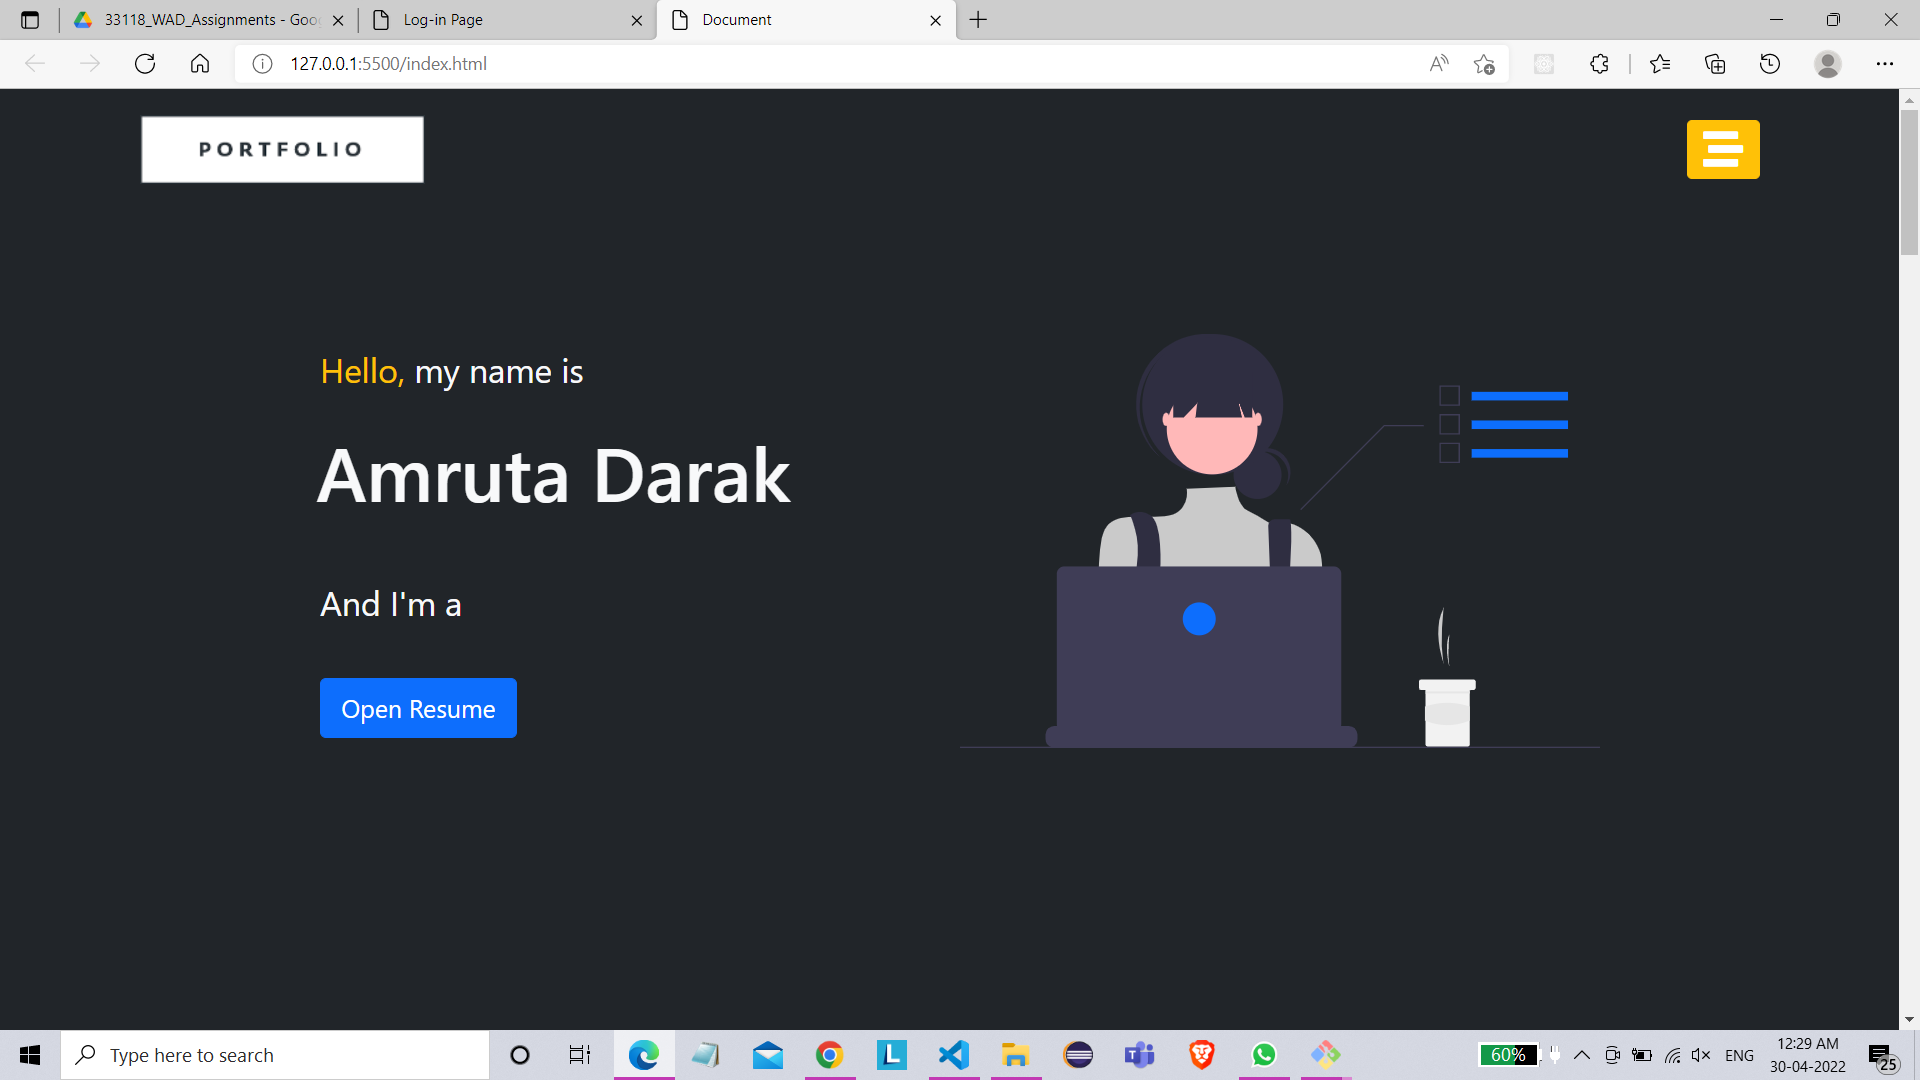 33118_WAD_Assignments - Goo
Log-in Page
Document
127.0.0.1:5500/index.html
PORTFOLIO
Hello, my name is
Amruta Darak
And I'm a
Open Resume
Type here to search
60%
ENG
12:29 AM
30-04-2022
25